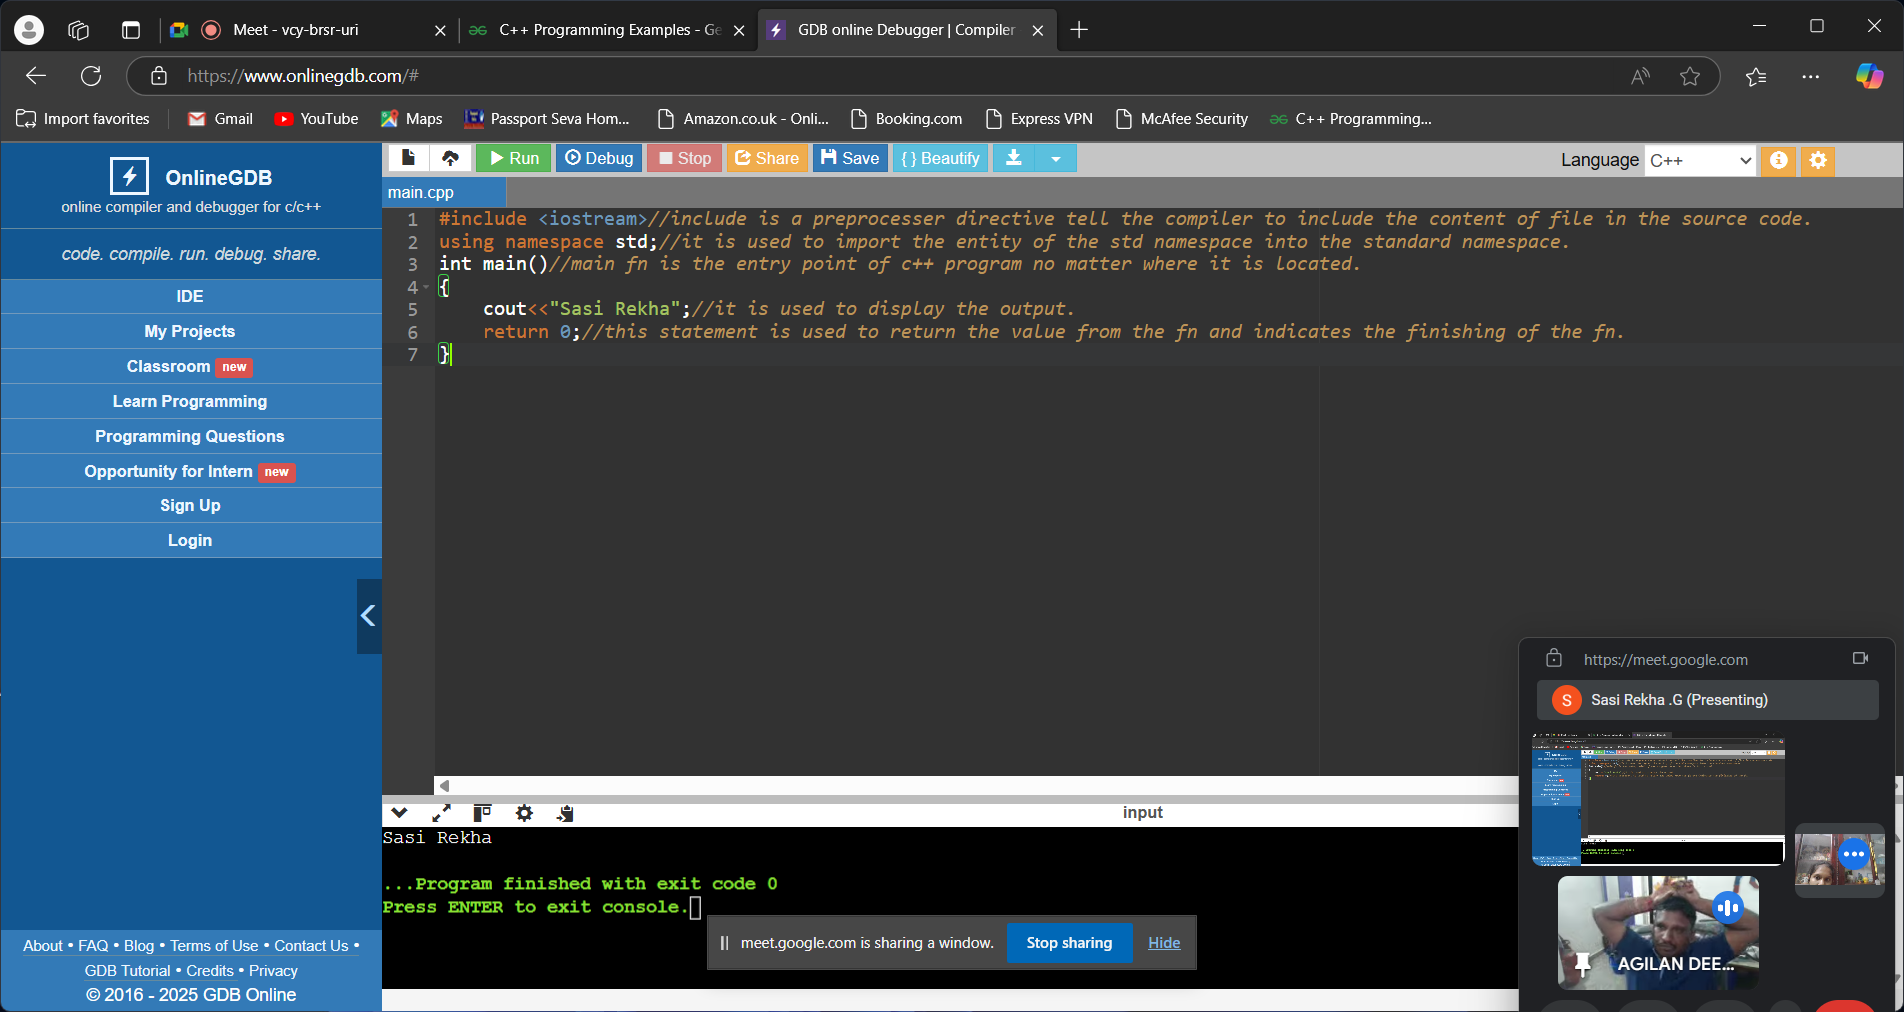 Meet - vcy-brsr-uri
C++ Programming Examples - Ge
GDB online Debugger | Compiler
https://www.onlinegdb.com/#
Import favorites
Gmail
YouTube
Maps
Passport Seva Hom...
Amazon.co.uk - Onli...
Booking.com
Express VPN
McAfee Security
C++ Programming...
OnlineGDB
online compiler and debugger for c/c++
code. compile. run. debug. share.
IDE
My Projects
Classroom new
Learn Programming
Programming Questions
Opportunity for Intern new
Sign Up
Login
About • FAQ • Blog • Terms of Use • Contact Us •
GDB Tutorial • Credits • Privacy
© 2016 - 2025 GDB Online
Run
Debug
Stop
Share
Save
{ } Beautify
Language C++
main.cpp
1 #include <iostream>//include is a preprocesser directive tell the compiler to include the content of file in the source code.
2 using namespace std;//it is used to import the entity of the std namespace into the standard namespace.
3 int main()//main fn is the entry point of c++ program no matter where it is located.
4 {
5 cout<<"Sasi Rekha";//it is used to display the output.
6 return 0;//this statement is used to return the value from the fn and indicates the finishing of the fn.
7 }
input
Sasi Rekha
...Program finished with exit code 0
Press ENTER to exit console.
meet.google.com is sharing a window.
Stop sharing
Hide
https://meet.google.com
S
Sasi Rekha .G (Presenting)
AGILAN DEE...